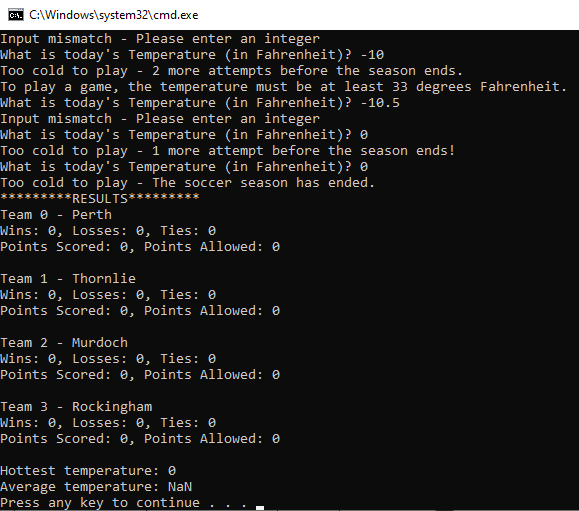 C:\Windows\system32\cmd.exe
Input mismatch - Please enter an integer
What is today's Temperature (in Fahrenheit)? -10
Too cold to play - 2 more attempts before the season ends.
To play a game, the temperature must be at least 33 degrees Fahrenheit.
What is today's Temperature (in Fahrenheit)? -10.5
Input mismatch - Please enter an integer
What is today's Temperature (in Fahrenheit)? 0
Too cold to play - 1 more attempt before the season ends!
What is today's Temperature (in Fahrenheit)? 0
Too cold to play - The soccer season has ended.
*********RESULTS*********
Team 0 - Perth
Wins: 0, Losses: 0, Ties: 0
Points Scored: 0, Points Allowed: 0
Team 1 - Thornlie
Wins: 0, Losses: 0, Ties: 0
Points Scored: 0, Points Allowed: 0
Team 2 - Murdoch
Wins: 0, Losses: 0, Ties: 0
Points Scored: 0, Points Allowed: 0
Team 3 - Rockingham
Wins: 0, Losses: 0, Ties: 0
Points Scored: 0, Points Allowed: 0
Hottest temperature: 0
Average temperature: NaN
Press any key to continue . . .